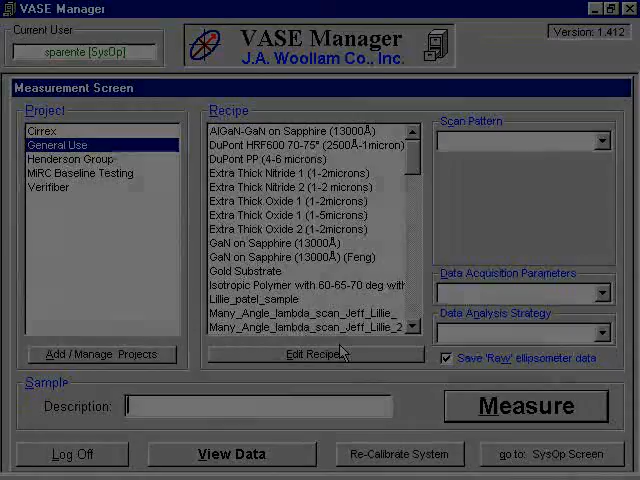 VASE Manager
Current User
sparente [SysOp]
VASE Manager
J.A. Woollam Co., Inc.
Version: 1.412
Measurement Screen
Project
Cirrex
General Use
Henderson Group
MiRC Baseline Testing
Verifiber
Add / Manage Projects
Recipe
AlGaN-GaN on Sapphire (13000Å)
DuPont HRF600 70-75° (2500Å-1micron)
DuPont PP (4-6 microns)
Extra Thick Nitride 1 (1-2microns)
Extra Thick Nitride 2 (1-2 microns)
Extra Thick Oxide 1 (1-2microns)
Extra Thick Oxide 1 (1-5microns)
Extra Thick Oxide 2 (1-2microns)
GaN on Sapphire (13000Å)
GaN on Sapphire (13000Å) (Feng)
Gold Substrate
Isotropic Polymer with 60-65-70 deg with
Lillie_patel_sample
Many_Angle_lambda_scan_Jeff_Lillie_
Many_Angle_lambda_scan_Jeff_Lillie_2
Edit Recipe
Scan Pattern
Data Acquisition Parameters
Data Analysis Strategy
Save 'Raw' ellipsometer data
Sample
Description:
Measure
Log Off
View Data
Re-Calibrate System
go to: SysOp Screen